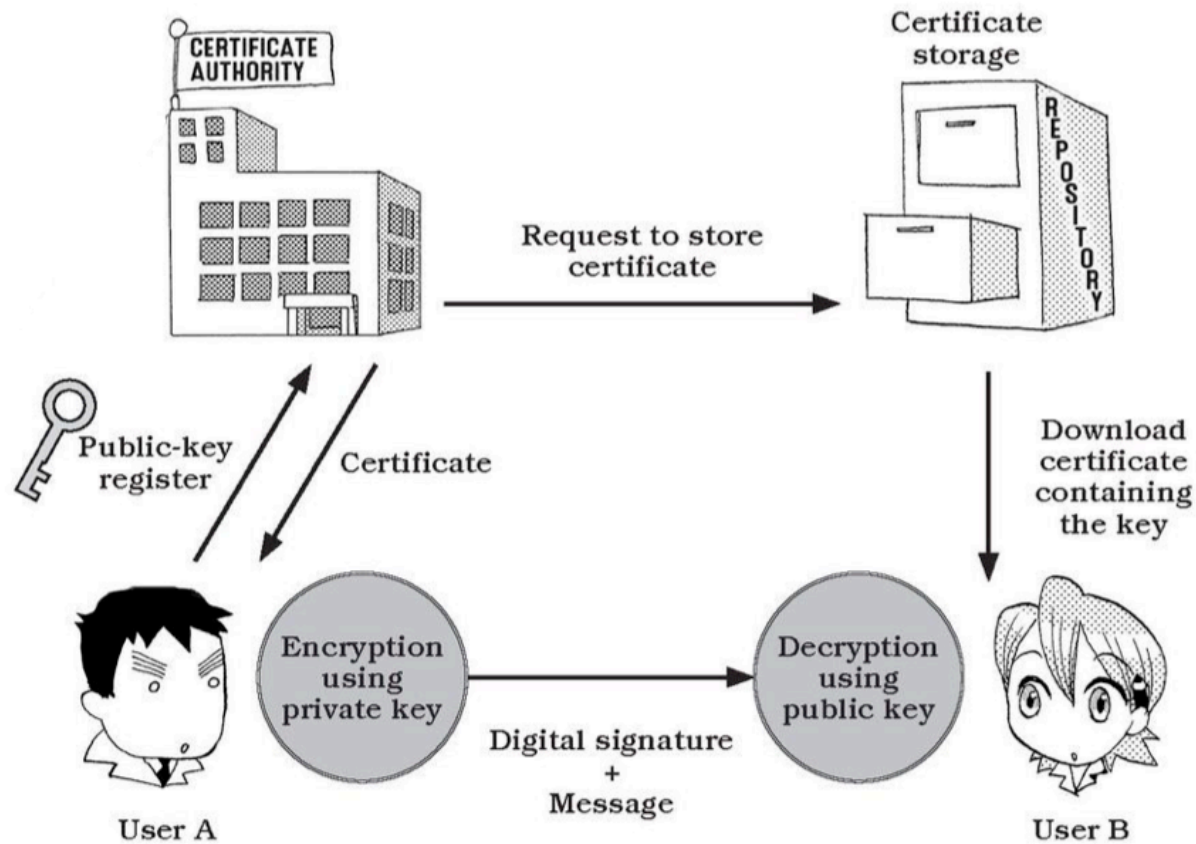 CERTIFICATE
AUTHORITY
Certificate
storage
REPOSITORY
Request to store
certificate
Public-key
register
Certificate
Download
certificate
containing
the key
Encryption
using
private key
Digital signature
+
Message
Decryption
using
public key
User A
User B